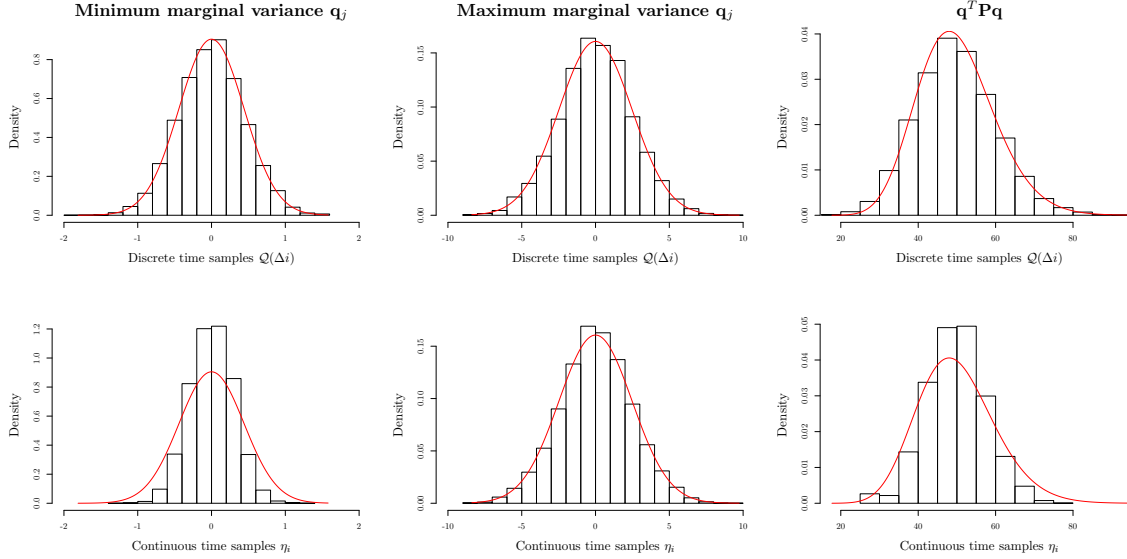 Minimum marginal variance q_j
Maximum marginal variance q_j
q^T Pq
Density
0.0 0.2 0.4 0.6 0.8
-2 -1 0 1 2
Discrete time samples 𝒬(Δi)
Density
0.00 0.05 0.10 0.15
-10 -5 0 5 10
Discrete time samples 𝒬(Δi)
Density
0.00 0.01 0.02 0.03 0.04
20 40 60 80
Discrete time samples 𝒬(Δi)
Density
0.0 0.2 0.4 0.6 0.8 1.0 1.2
-2 -1 0 1 2
Continuous time samples η_i
Density
0.00 0.05 0.10 0.15
-10 -5 0 5 10
Continuous time samples η_i
Density
0.00 0.01 0.02 0.03 0.04 0.05
20 40 60 80
Continuous time samples η_i